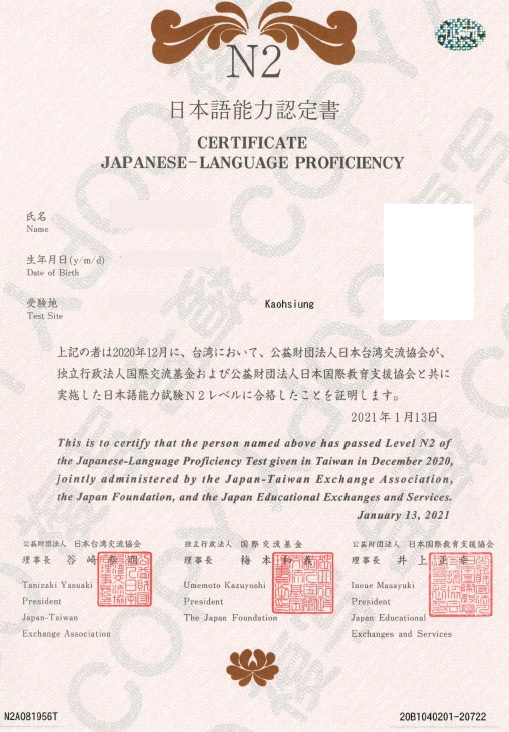 N2
日本語能力認定書
CERTIFICATE
JAPANESE-LANGUAGE PROFICIENCY
氏名
Name
生年月日(y/m/d)
Date of Birth
受験地
Test Site
Kaohsiung
上記の者は2020年12月に、台湾において、公益財団法人日本台湾交流協会が、
独立行政法人国際交流基金および公益財団法人日本国際教育支援協会と共に
実施した日本語能力試験N2レベルに合格したことを証明します。
2021年1月13日
This is to certify that the person named above has passed Level N2 of
the Japanese-Language Proficiency Test given in Taiwan in December 2020,
jointly administered by the Japan-Taiwan Exchange Association,
the Japan Foundation, and the Japan Educational Exchanges and Services.
January 13, 2021
公益財団法人 日本台湾交流協会
理事長 谷崎泰明
Tanizaki Yasuaki
President
Japan-Taiwan
Exchange Association
独立行政法人 国際交流基金
理事長 梅本和義
Umemoto Kazuyoshi
President
The Japan Foundation
公益財団法人 日本国際教育支援協会
理事長 井上正幸
Inoue Masayuki
President
Japan Educational
Exchanges and Services
N2A081956T
20B1040201-20722
COPY